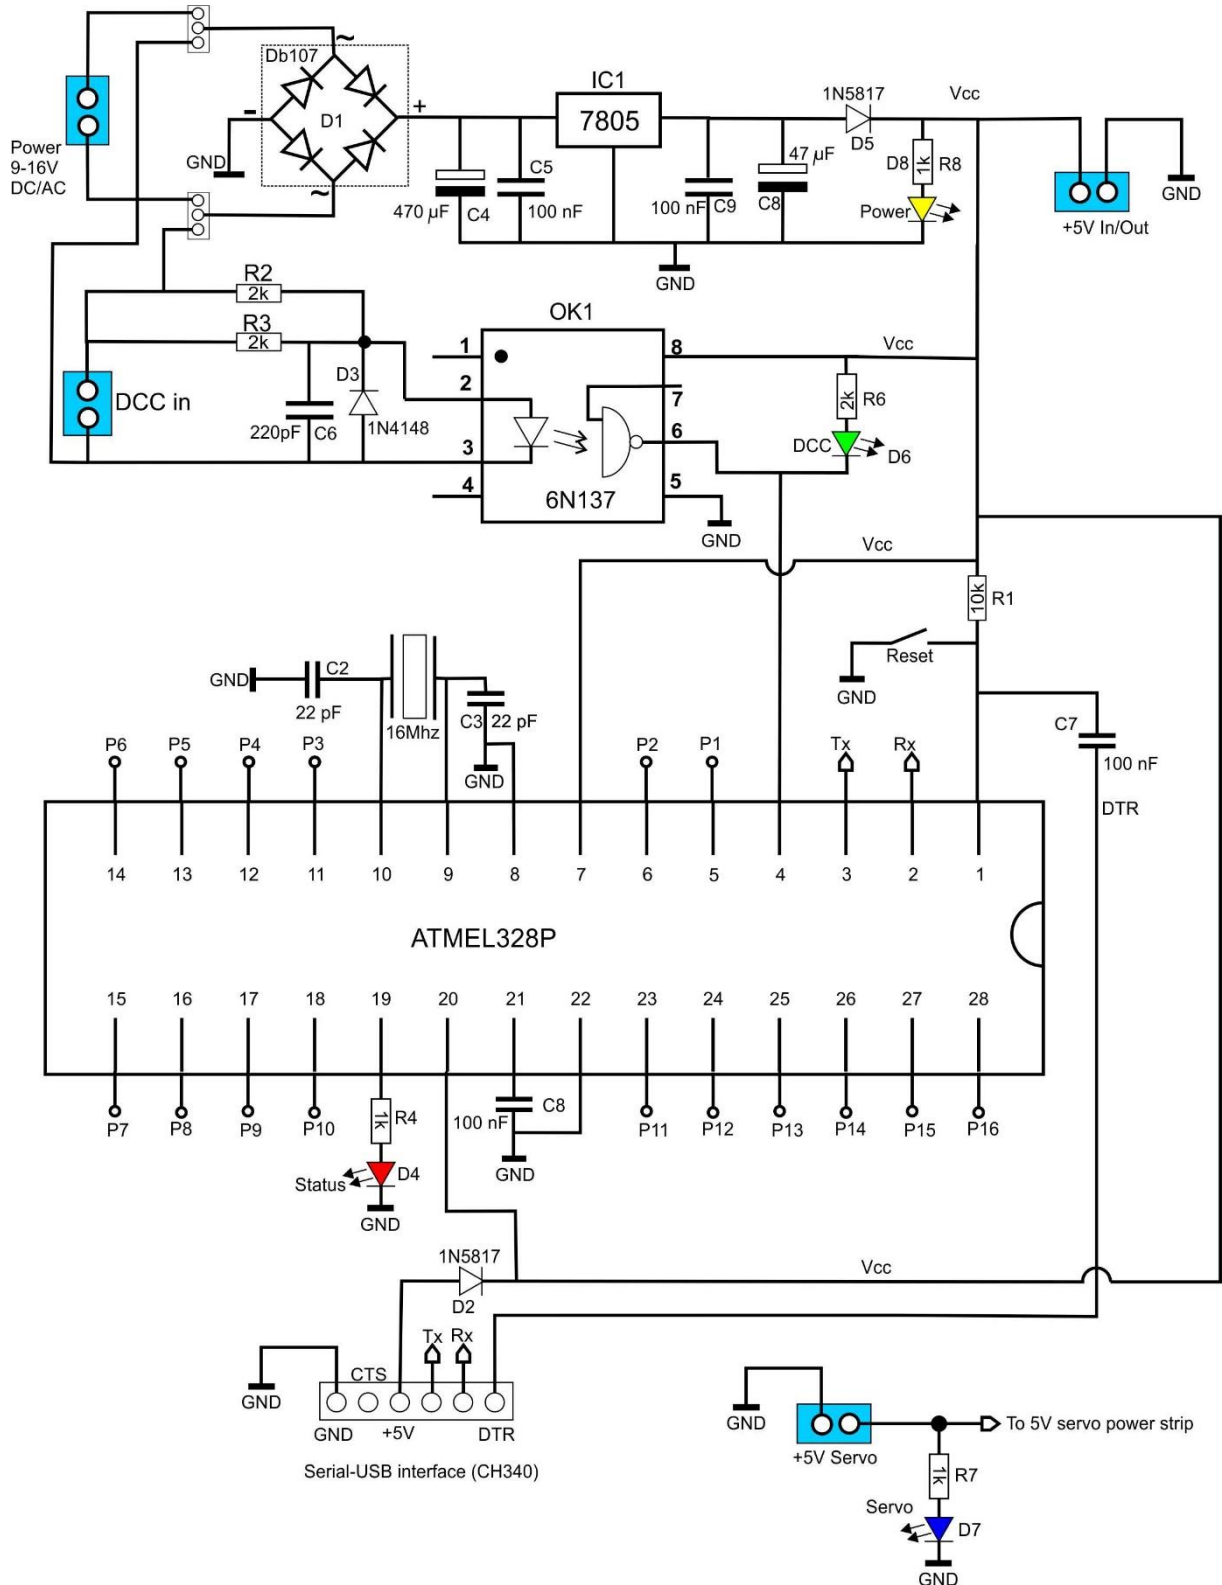 ~
Db107
D1
-
+
~
GND
Power
9-16V
DC/AC
IC1
7805
1N5817
D5
Vcc
470 µF
C4
C5
100 nF
100 nF
C9
47 µF
C8
D8
1k
R8
Power
GND
GND
+5V In/Out
R2
2k
R3
2k
DCC in
D3
220pF
C6
1N4148
OK1
1
2
3
4
8
7
6
5
6N137
Vcc
2k
R6
DCC
D6
GND
Vcc
10k
R1
Reset
GND
GND
C2
22 pF
16Mhz
C3
22 pF
GND
C7
100 nF
DTR
P6
P5
P4
P3
P2
P1
Tx
Rx
14
13
12
11
10
9
8
7
6
5
4
3
2
1
ATMEL328P
15
16
17
18
19
20
21
22
23
24
25
26
27
28
P7
P8
P9
P10
1k
R4
Status
D4
GND
100 nF
C8
GND
P11
P12
P13
P14
P15
P16
1N5817
D2
Vcc
GND
CTS
Tx
Rx
GND
+5V
DTR
Serial-USB interface (CH340)
GND
+5V Servo
To 5V servo power strip
1k
R7
Servo
D7
GND